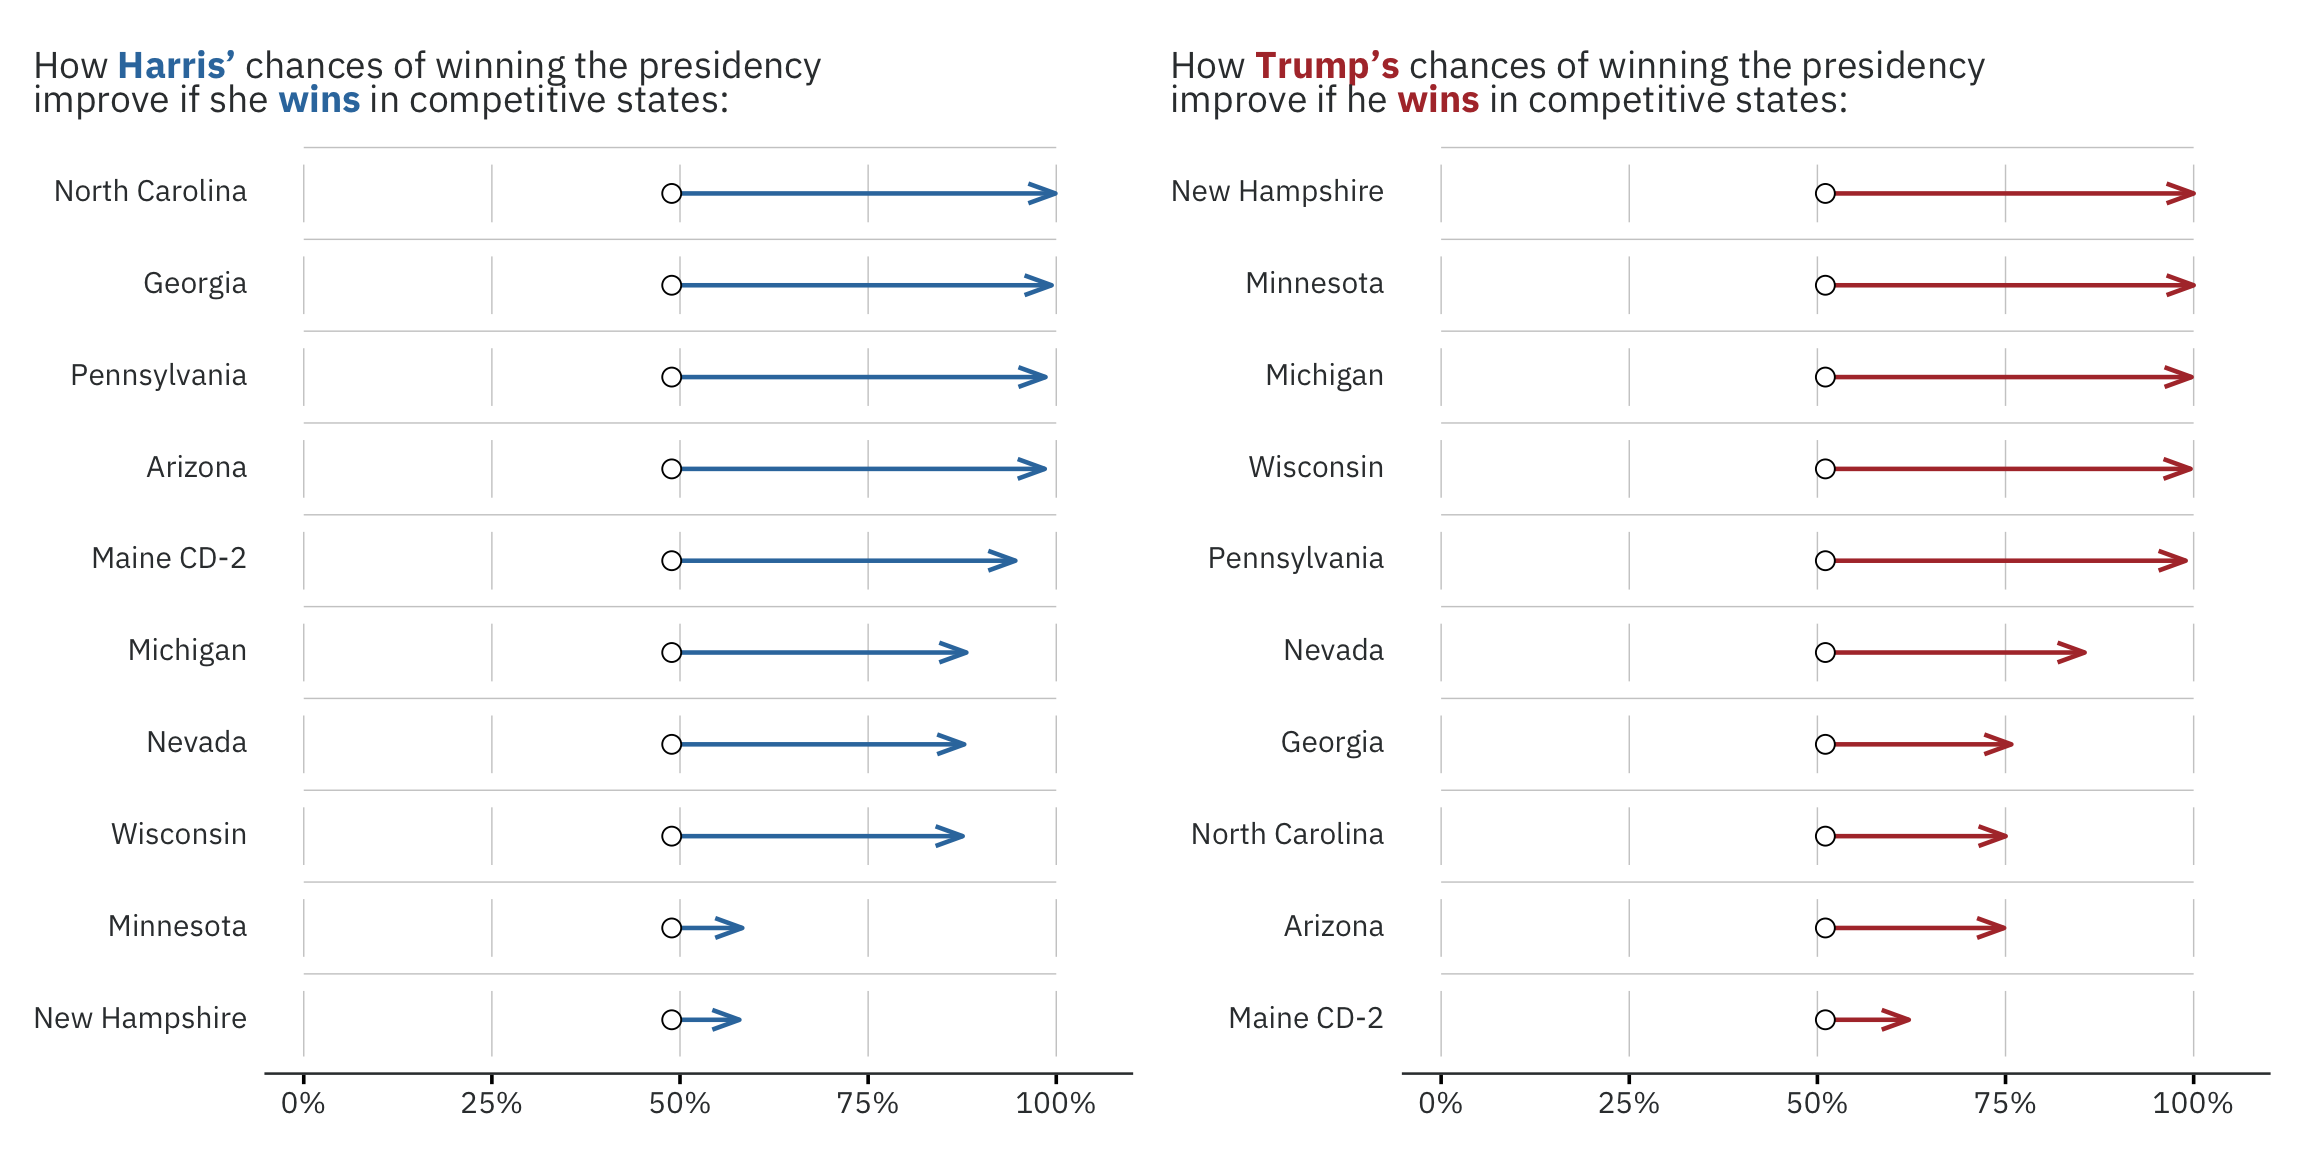 How Harris’ chances of winning the presidency
improve if she wins in competitive states:
North Carolina
Georgia
Pennsylvania
Arizona
Maine CD-2
Michigan
Nevada
Wisconsin
Minnesota
New Hampshire
0% 25% 50% 75% 100%
How Trump’s chances of winning the presidency
improve if he wins in competitive states:
New Hampshire
Minnesota
Michigan
Wisconsin
Pennsylvania
Nevada
Georgia
North Carolina
Arizona
Maine CD-2
0% 25% 50% 75% 100%